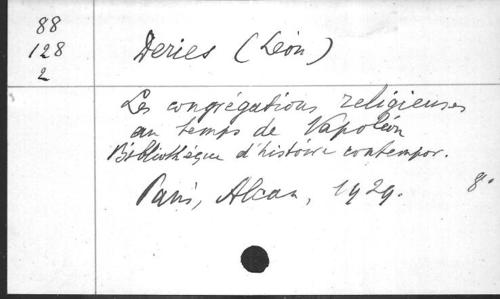 88
128
2
Deries (Léon)
Les congrégations religieuses
au temps de Napoléon
Bibliothèque d'histoire contempor.
Paris, Alcan, 1929. 8°